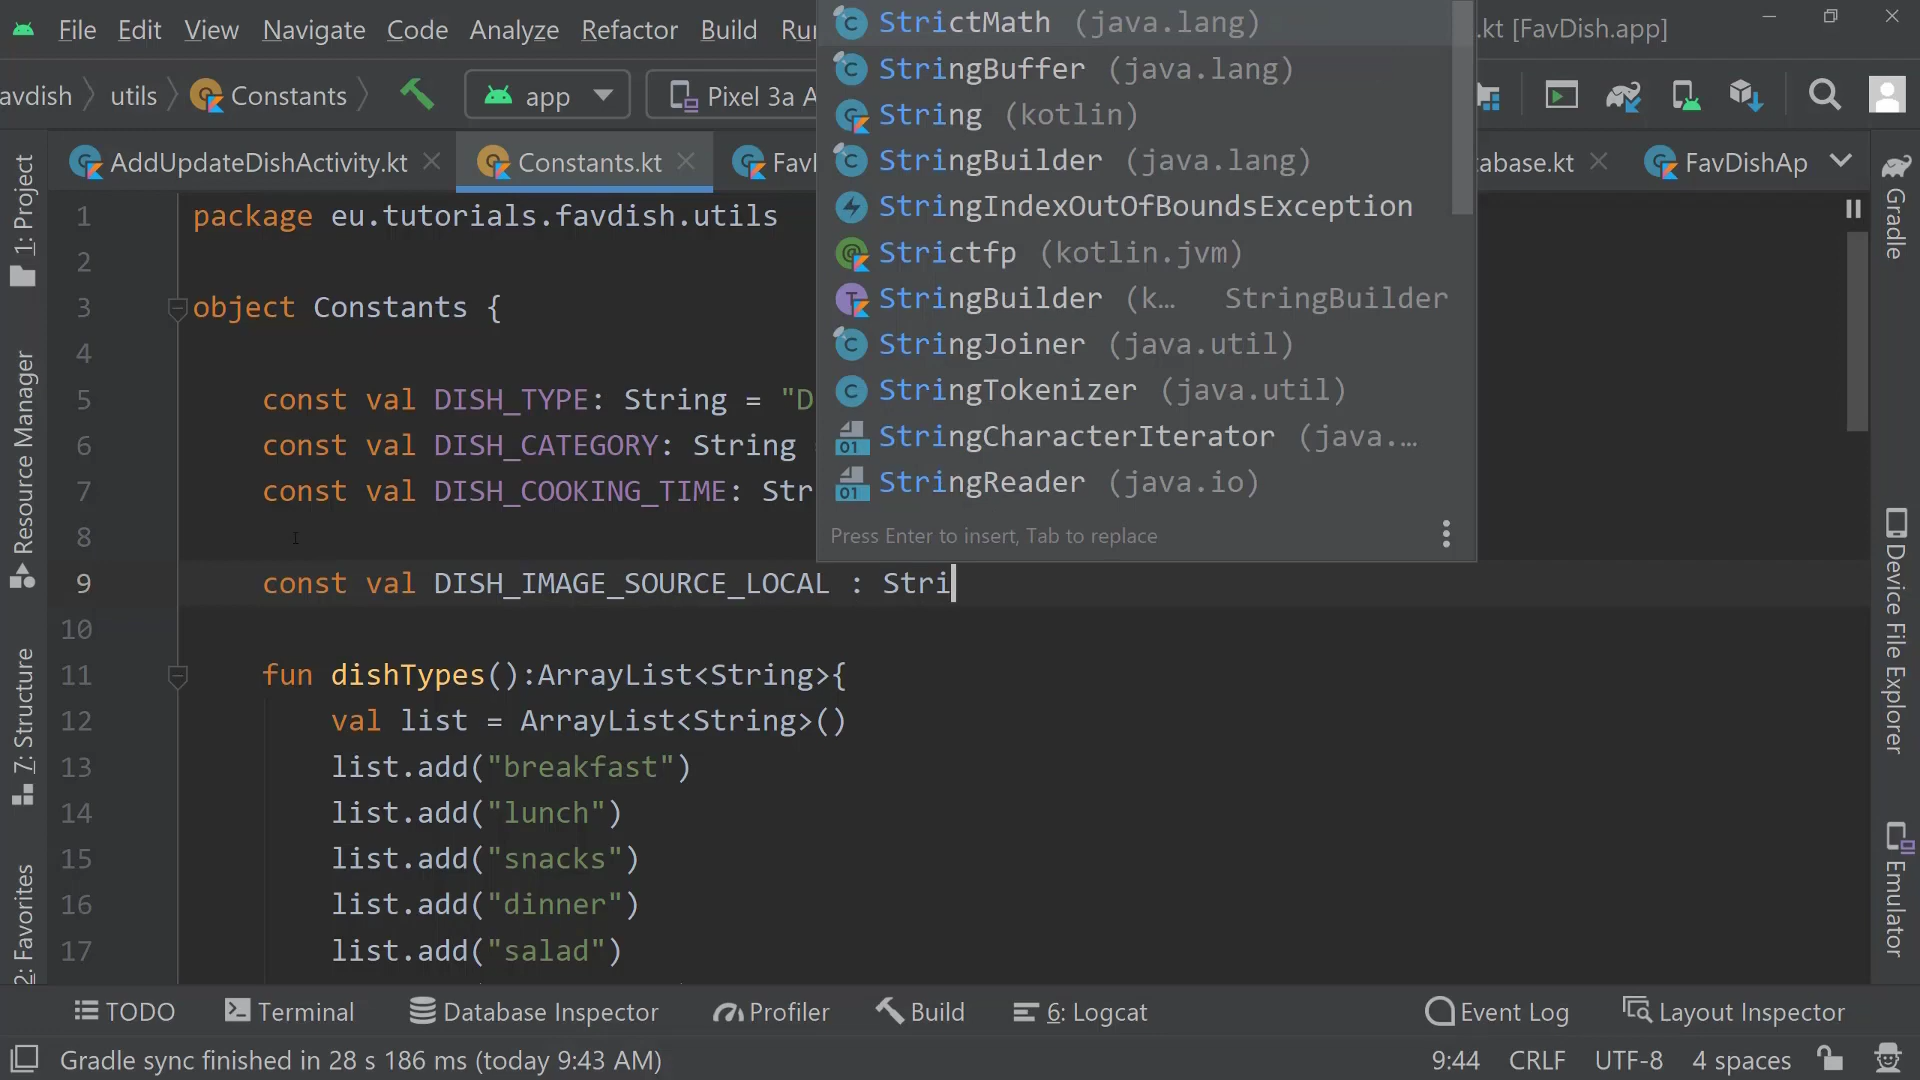 File Edit View Navigate Code Analyze Refactor Build Ru .kt [FavDish.app]
avdish utils Constants app Pixel 3a A
AddUpdateDishActivity.kt Constants.kt Fav tabase.kt FavDishAp
1 package eu.tutorials.favdish.utils
2
3 object Constants {
4
5 const val DISH_TYPE: String = "D
6 const val DISH_CATEGORY: String
7 const val DISH_COOKING_TIME: Str
8
9 const val DISH_IMAGE_SOURCE_LOCAL : Stri
10
11 fun dishTypes():ArrayList<String>{
12 val list = ArrayList<String>()
13 list.add("breakfast")
14 list.add("lunch")
15 list.add("snacks")
16 list.add("dinner")
17 list.add("salad")
StrictMath (java.lang)
StringBuffer (java.lang)
String (kotlin)
StringBuilder (java.lang)
StringIndexOutOfBoundsException
Strictfp (kotlin.jvm)
StringBuilder (k… StringBuilder
StringJoiner (java.util)
StringTokenizer (java.util)
StringCharacterIterator (java.…
StringReader (java.io)
Press Enter to insert, Tab to replace
1: Project
Resource Manager
7: Structure
2: Favorites
Gradle
Device File Explorer
Emulator
TODO Terminal Database Inspector Profiler Build 6: Logcat Event Log Layout Inspector
Gradle sync finished in 28 s 186 ms (today 9:43 AM) 9:44 CRLF UTF-8 4 spaces